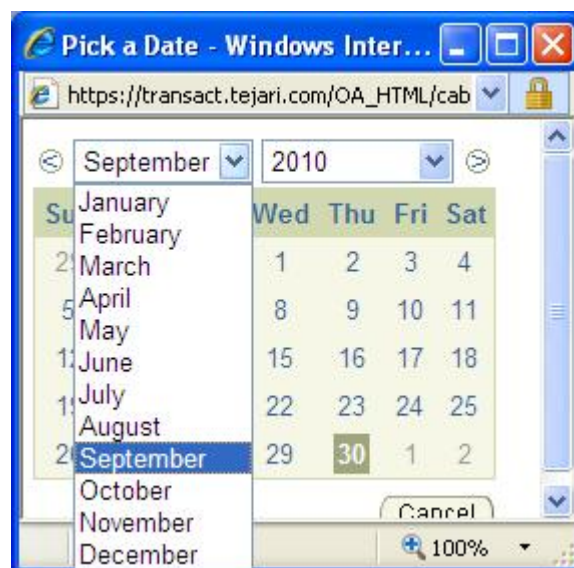 Pick a Date - Windows Inter...
https://transact.tejari.com/OA_HTML/cab
September 2010
Su Wed Thu Fri Sat
1 2 3 4
5 8 9 10 11
15 16 17 18
22 23 24 25
29 30 1 2
January
February
March
April
May
June
July
August
September
October
November
December
Cancel
100%